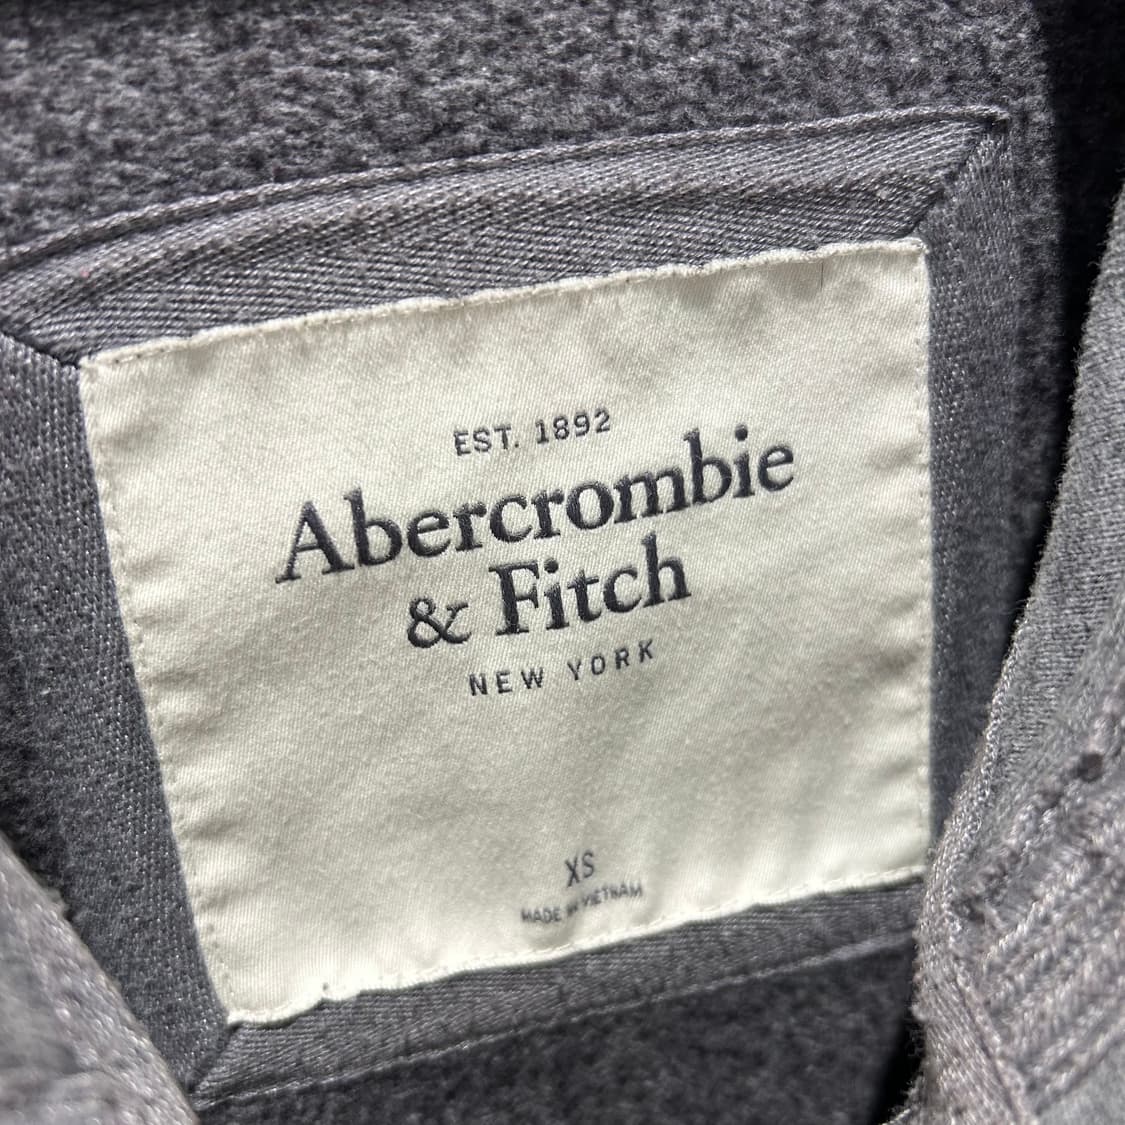 EST. 1892
Abercrombie
& Fitch
NEW YORK
XS
MADE IN VIETNAM